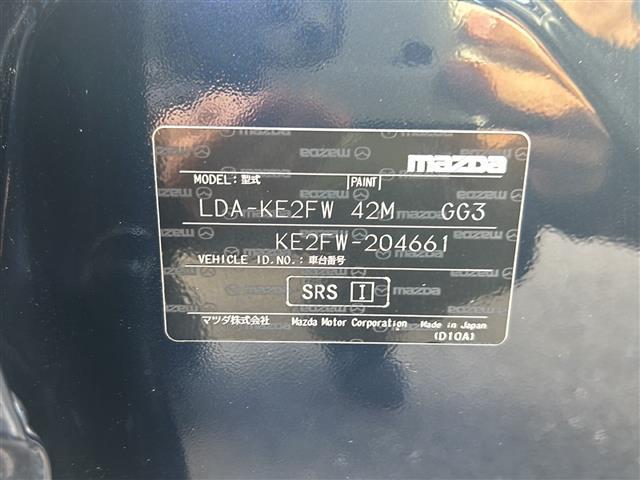 mazda
MODEL: 型式 PAINT
LDA-KE2FW 42M GG3
KE2FW-204661
VEHICLE ID.NO.: 車台番号
SRS I
マツダ株式会社 Mazda Motor Corporation Made in Japan
(D10A)